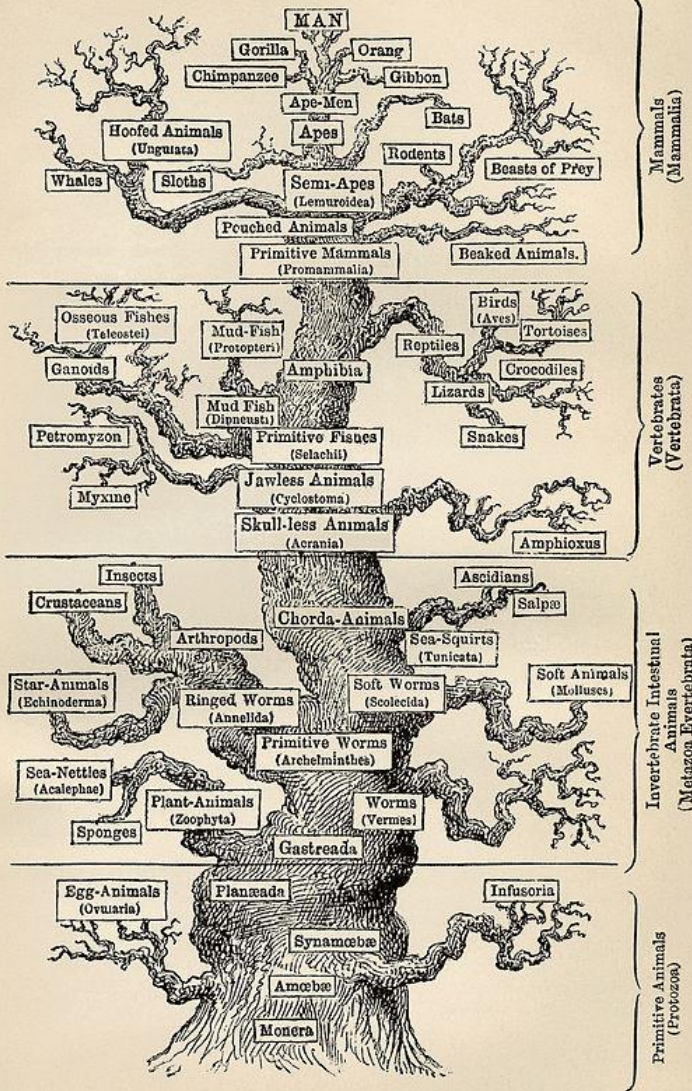 MAN
Gorilla
Orang
Chimpanzee
Gibbon
Ape-Men
Bats
Hoofed Animals
(Ungulata)
Apes
Rodents
Beasts of Prey
Whales
Sloths
Semi-Apes
(Lemuroidea)
Pouched Animals
Primitive Mammals
(Promammalia)
Beaked Animals.
Mammals
(Mammalia)
Osseous Fishes
(Teleostei)
Mud-Fish
(Protopteri)
Birds
(Aves)
Tortoises
Reptiles
Ganoids
Amphibia
Crocodiles
Lizards
Mud Fish
(Dipneusti)
Petromyzon
Primitive Fishes
(Selachii)
Snakes
Myxine
Jawless Animals
(Cyclostoma)
Skull-less Animals
(Acrania)
Amphioxus
Vertebrates
(Vertebrata)
Insects
Ascidians
Crustaceans
Salpæ
Chorda-Animals
Arthropods
Sea-Squirts
(Tunicata)
Star-Animals
(Echinoderma)
Ringed Worms
(Annelida)
Soft Worms
(Scolecida)
Soft Animals
(Molluscs)
Primitive Worms
(Archelminthes)
Sea-Nettles
(Acalephae)
Plant-Animals
(Zoophyta)
Worms
(Vermes)
Sponges
Gastreada
Invertebrate Intestinal
Animals
(Metazoa Evertebrata)
Egg-Animals
(Ovularia)
Planæada
Infusoria
Synamœbæ
Amœbæ
Monera
Primitive Animals
(Protozoa)